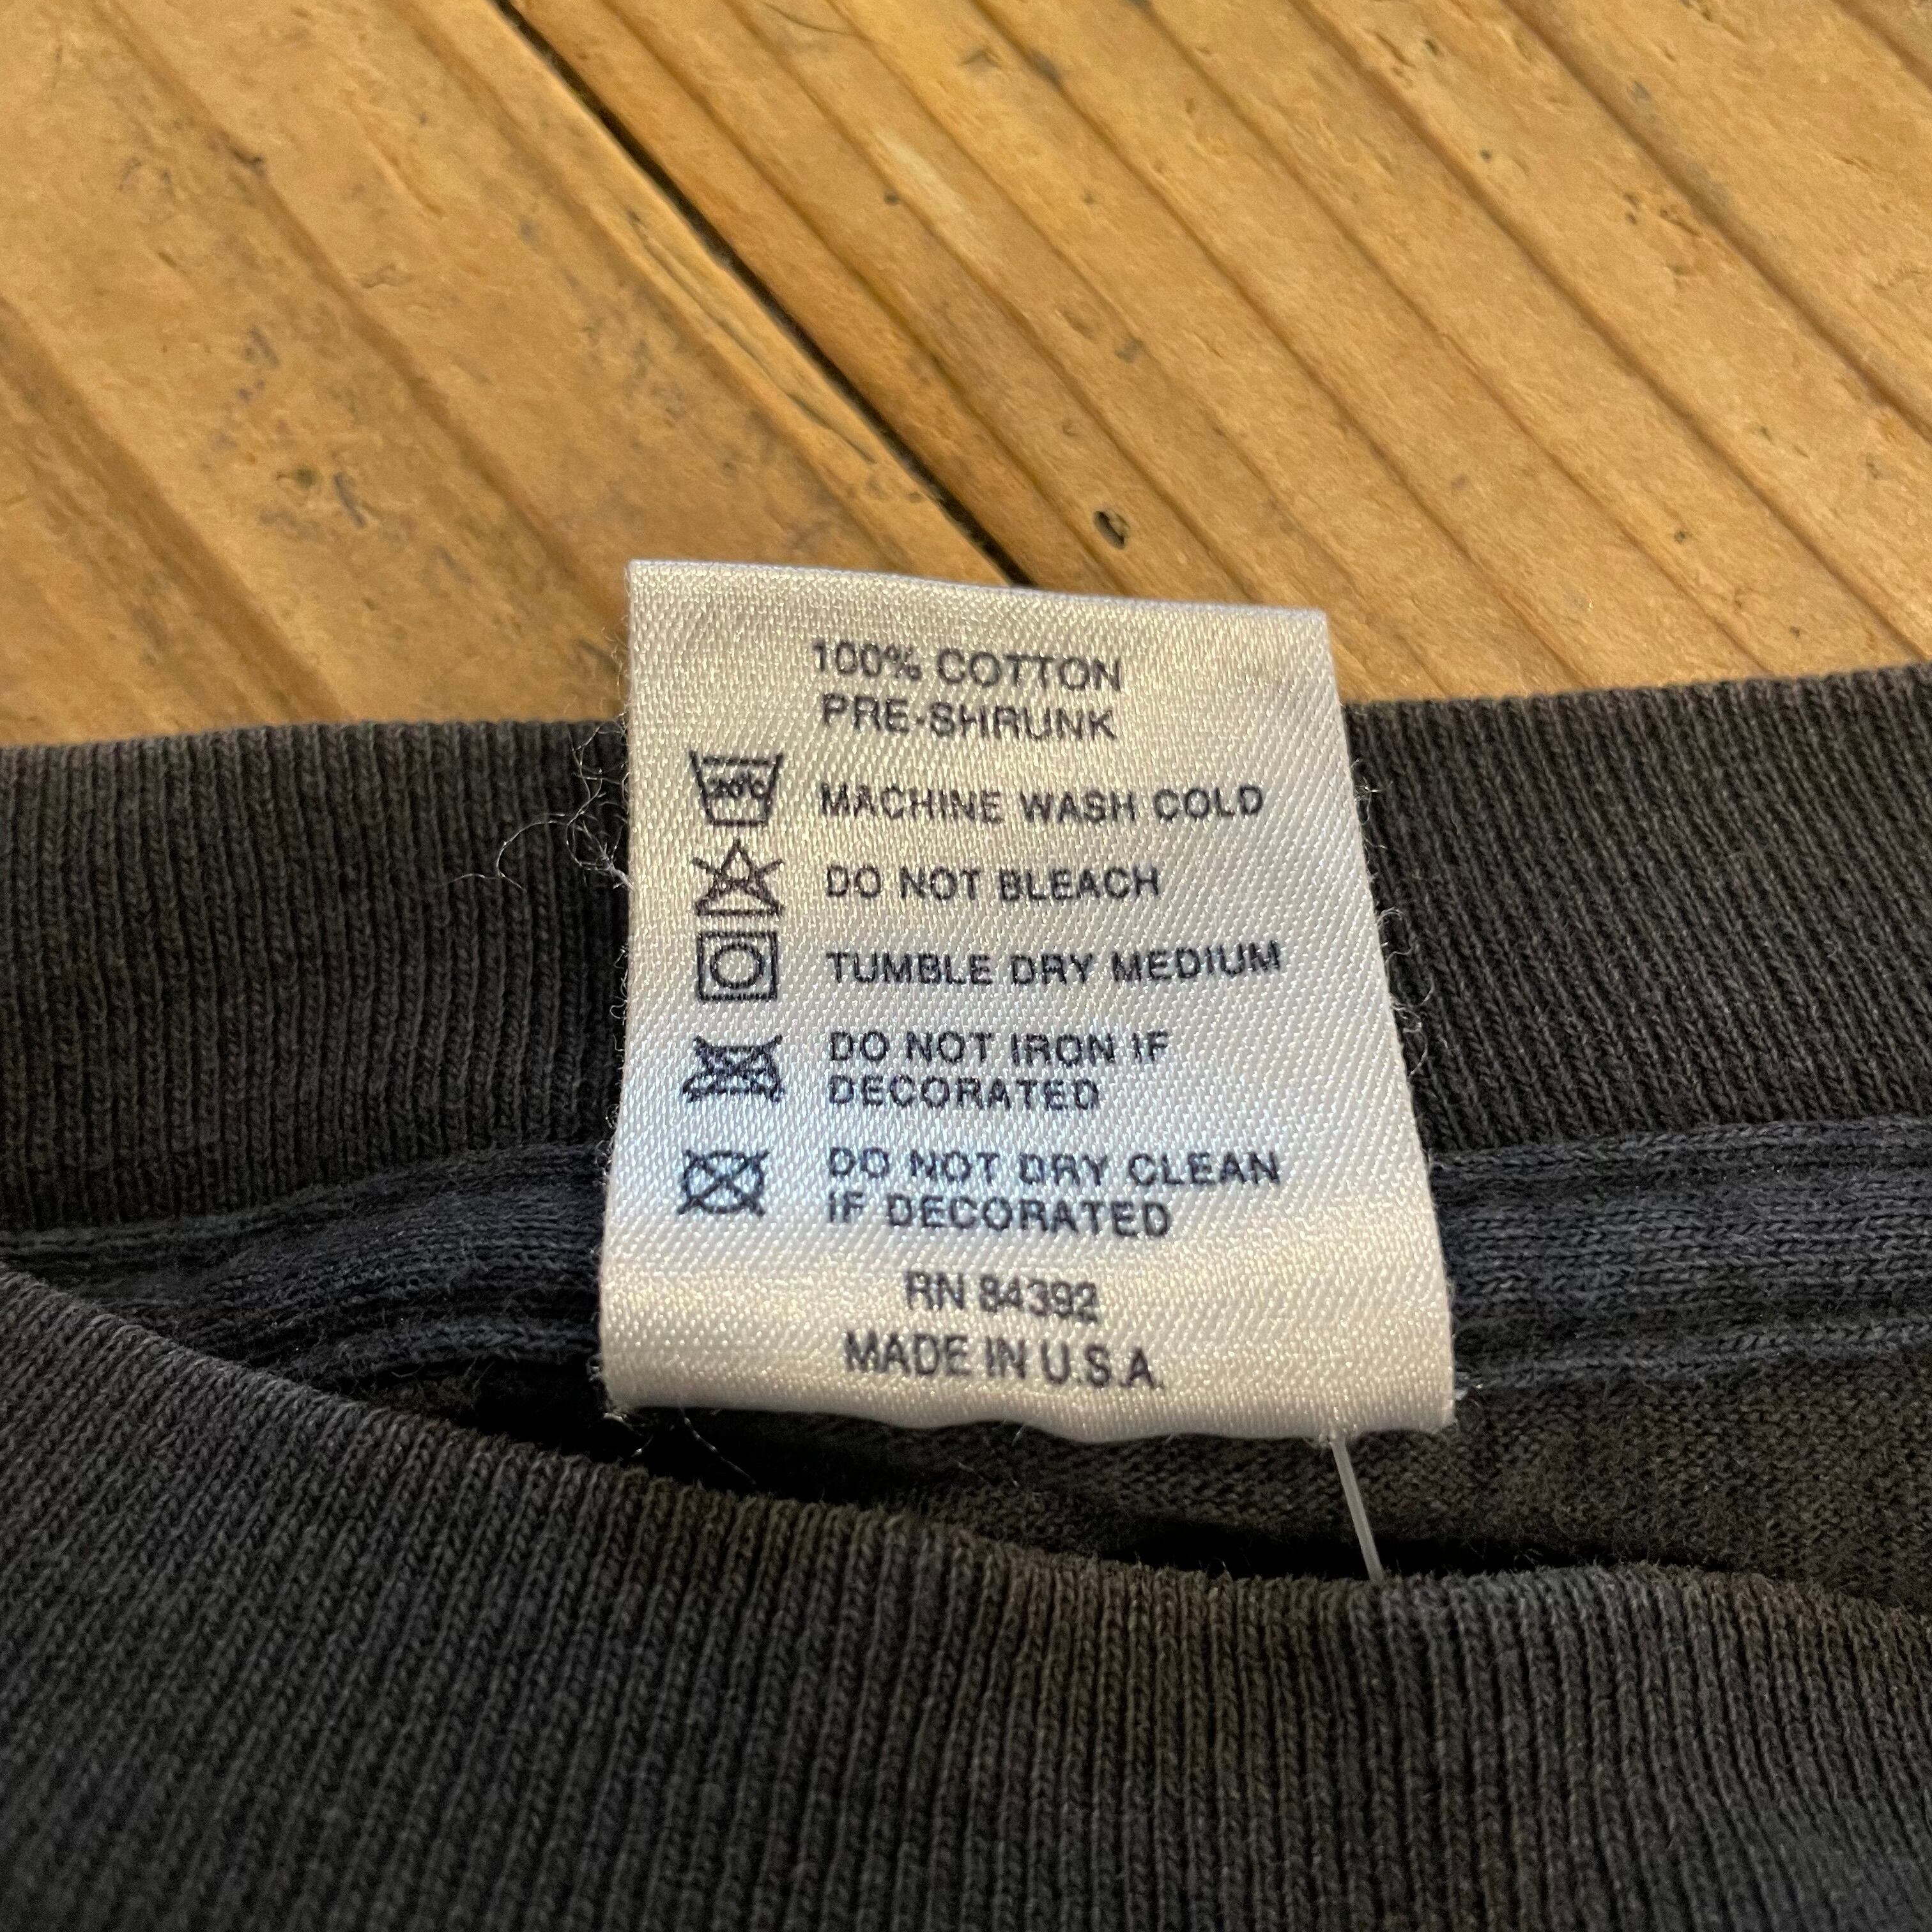 100% COTTON
PRE-SHRUNK
MACHINE WASH COLD
DO NOT BLEACH
TUMBLE DRY MEDIUM
DO NOT IRON IF
DECORATED
DO NOT DRY CLEAN
IF DECORATED
RN 84392
MADE IN U.S.A.